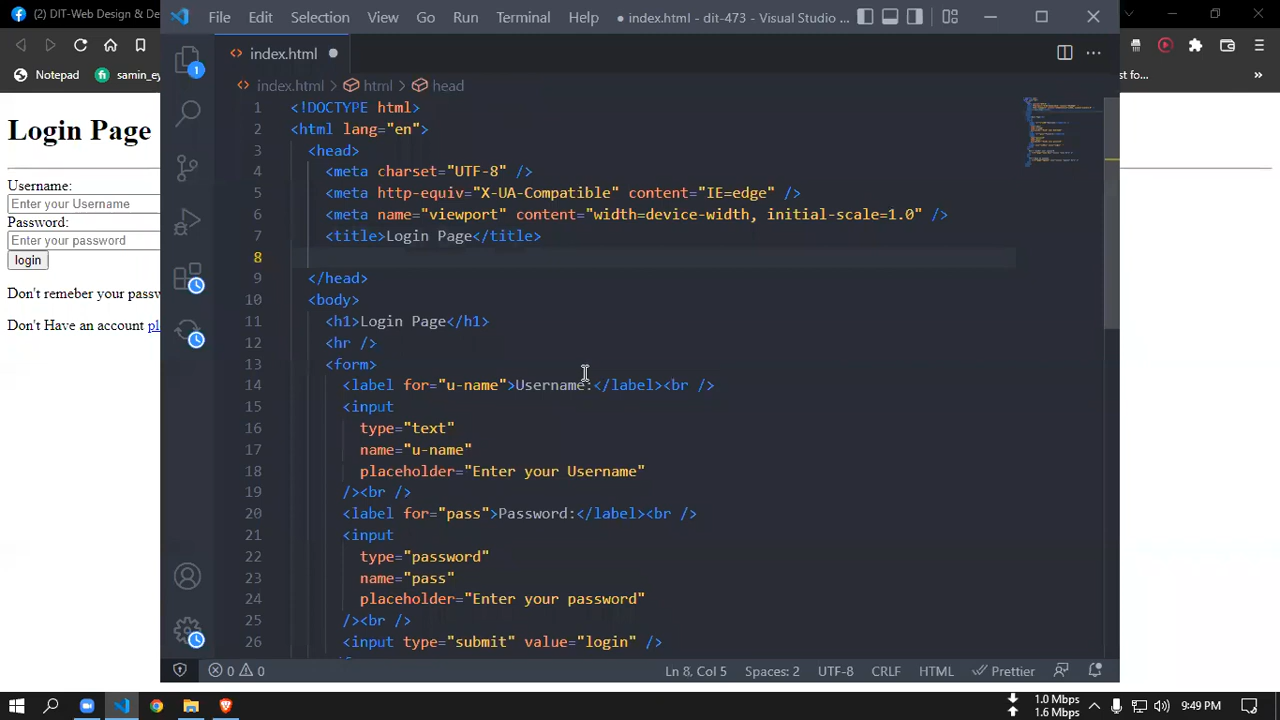 (2) DIT-Web Design & De
File Edit Selection View Go Run Terminal Help
● index.html - dit-473 - Visual Studio ...
Notepad
samin_ey
st fo...
»
index.html ●
index.html > html > head
1 <!DOCTYPE html>
2 <html lang="en">
3 <head>
4 <meta charset="UTF-8" />
5 <meta http-equiv="X-UA-Compatible" content="IE=edge" />
6 <meta name="viewport" content="width=device-width, initial-scale=1.0" />
7 <title>Login Page</title>
8
9 </head>
10 <body>
11 <h1>Login Page</h1>
12 <hr />
13 <form>
14 <label for="u-name">Username:</label><br />
15 <input
16 type="text"
17 name="u-name"
18 placeholder="Enter your Username"
19 /><br />
20 <label for="pass">Password:</label><br />
21 <input
22 type="password"
23 name="pass"
24 placeholder="Enter your password"
25 /><br />
26 <input type="submit" value="login" />
Login Page
Username:
Enter your Username
Password:
Enter your password
login
Don't remeber your passw
Don't Have an account pl
1
0 0
Ln 8, Col 5
Spaces: 2
UTF-8
CRLF
HTML
Prettier
1.0 Mbps
1.6 Mbps
9:49 PM